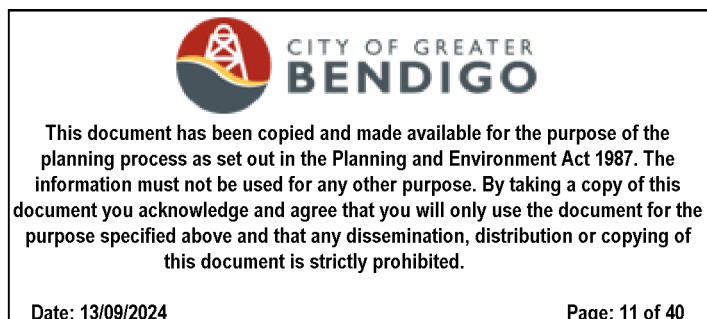 CITY OF GREATER
BENDIGO
This document has been copied and made available for the purpose of the
planning process as set out in the Planning and Environment Act 1987. The
information must not be used for any other purpose. By taking a copy of this
document you acknowledge and agree that you will only use the document for the
purpose specified above and that any dissemination, distribution or copying of
this document is strictly prohibited.
Date: 13/09/2024 Page: 11 of 40